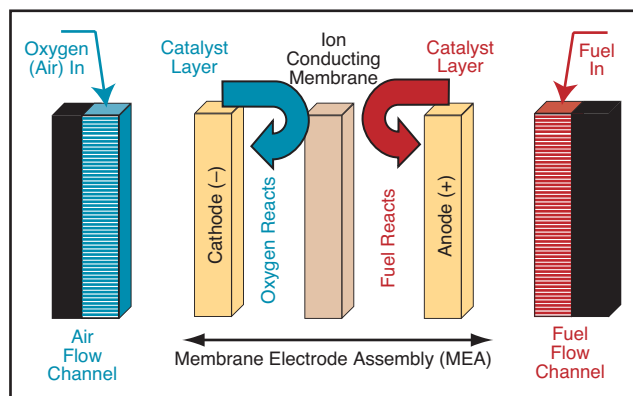 Oxygen
(Air) In
Catalyst
Layer
Ion
Conducting
Membrane
Catalyst
Layer
Fuel
In
Cathode (–)
Oxygen Reacts
Fuel Reacts
Anode (+)
Air
Flow
Channel
Membrane Electrode Assembly (MEA)
Fuel
Flow
Channel